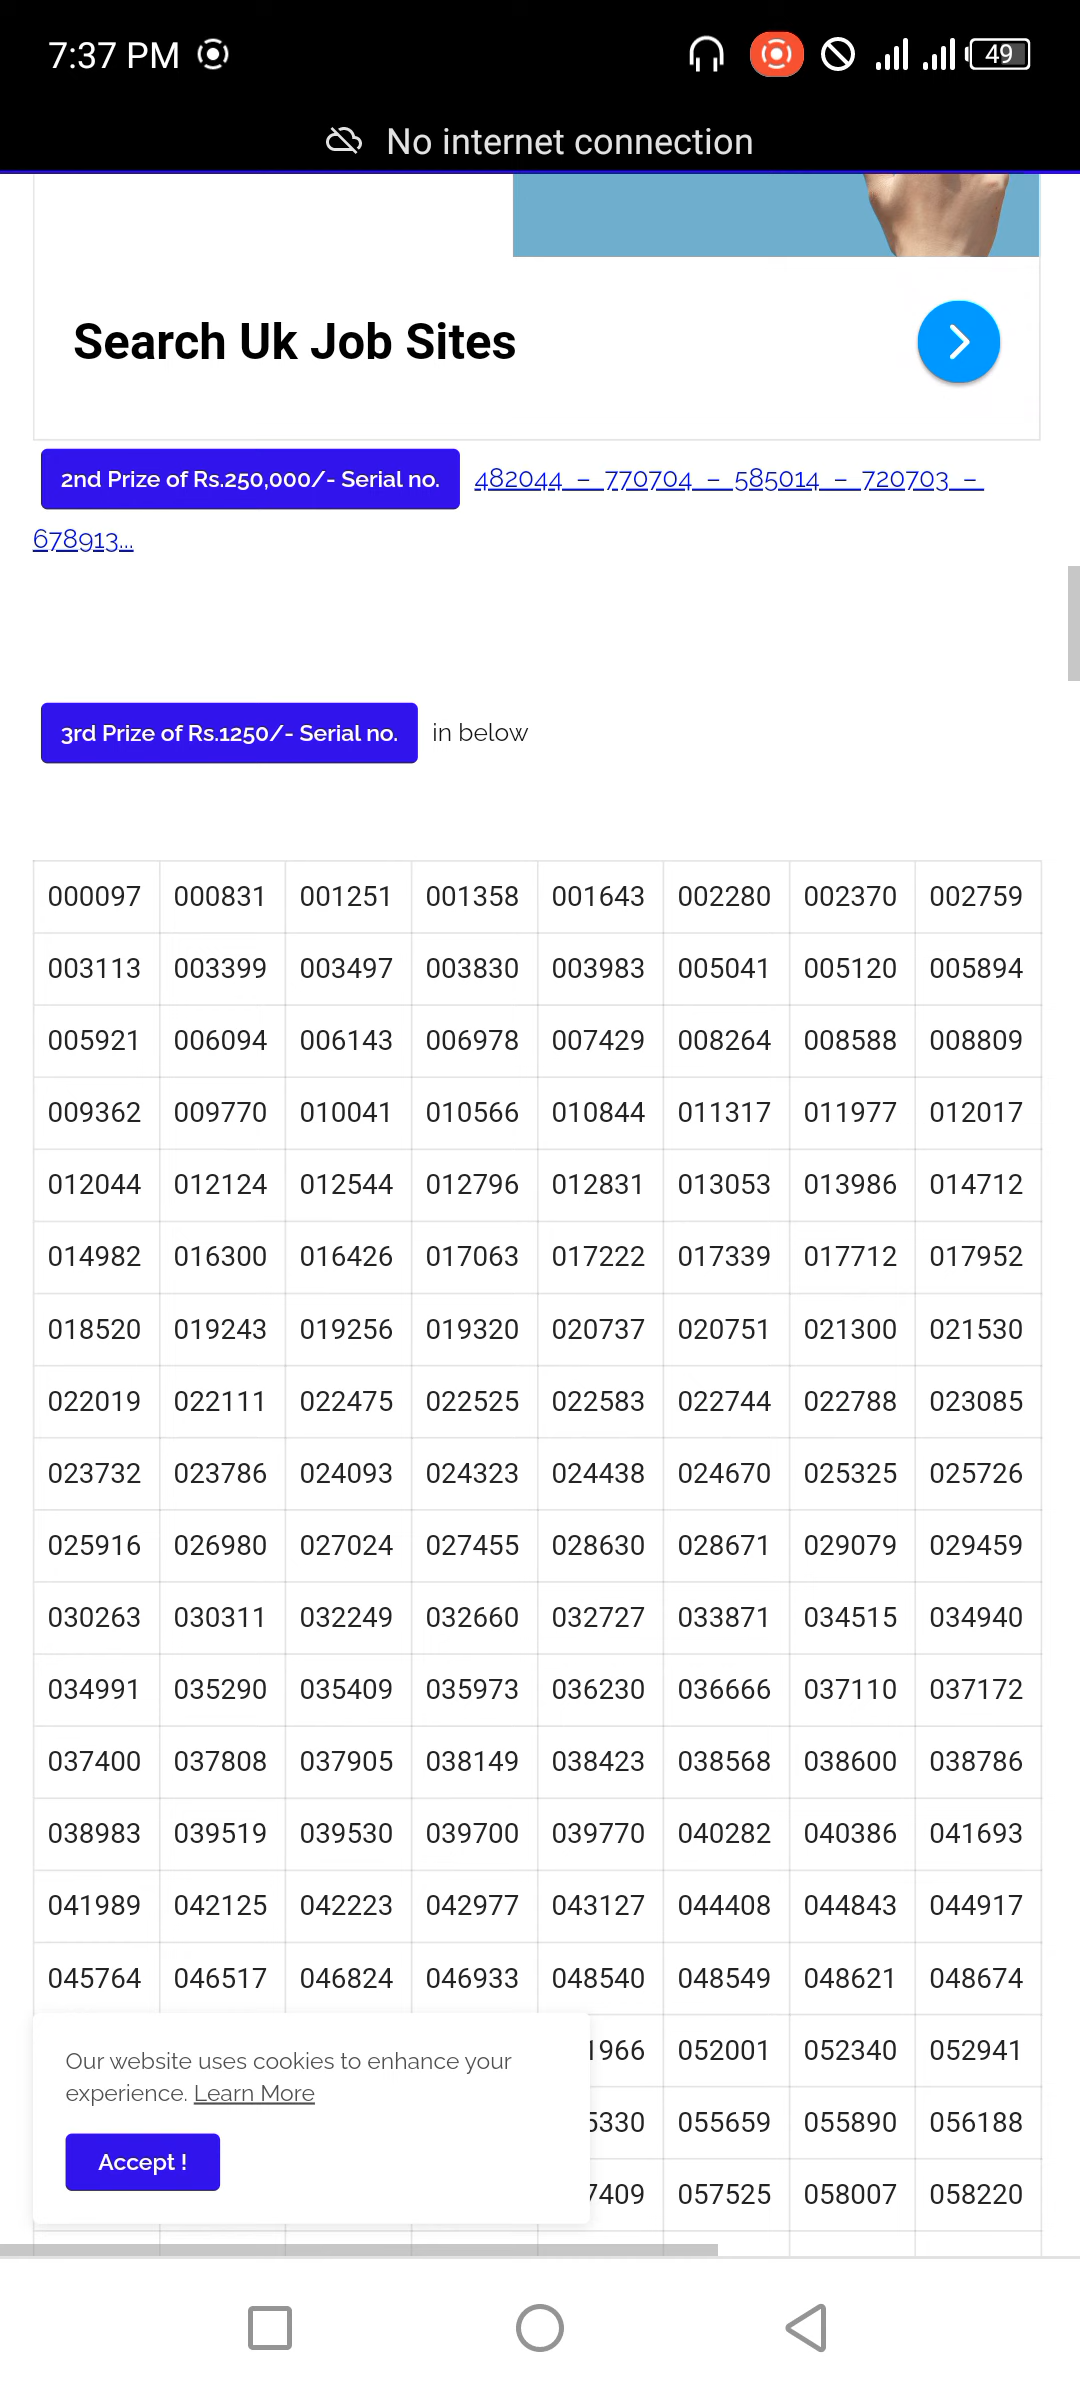 7:37 PM
49
No internet connection
Search Uk Job Sites
2nd Prize of Rs.250,000/- Serial no. 482044 – 770704 – 585014 – 720703 –
678913...
3rd Prize of Rs.1250/- Serial no. in below
000097 000831 001251 001358 001643 002280 002370 002759
003113 003399 003497 003830 003983 005041 005120 005894
005921 006094 006143 006978 007429 008264 008588 008809
009362 009770 010041 010566 010844 011317 011977 012017
012044 012124 012544 012796 012831 013053 013986 014712
014982 016300 016426 017063 017222 017339 017712 017952
018520 019243 019256 019320 020737 020751 021300 021530
022019 022111 022475 022525 022583 022744 022788 023085
023732 023786 024093 024323 024438 024670 025325 025726
025916 026980 027024 027455 028630 028671 029079 029459
030263 030311 032249 032660 032727 033871 034515 034940
034991 035290 035409 035973 036230 036666 037110 037172
037400 037808 037905 038149 038423 038568 038600 038786
038983 039519 039530 039700 039770 040282 040386 041693
041989 042125 042223 042977 043127 044408 044843 044917
045764 046517 046824 046933 048540 048549 048621 048674
1966 052001 052340 052941
5330 055659 055890 056188
7409 057525 058007 058220
Our website uses cookies to enhance your
experience. Learn More
Accept !